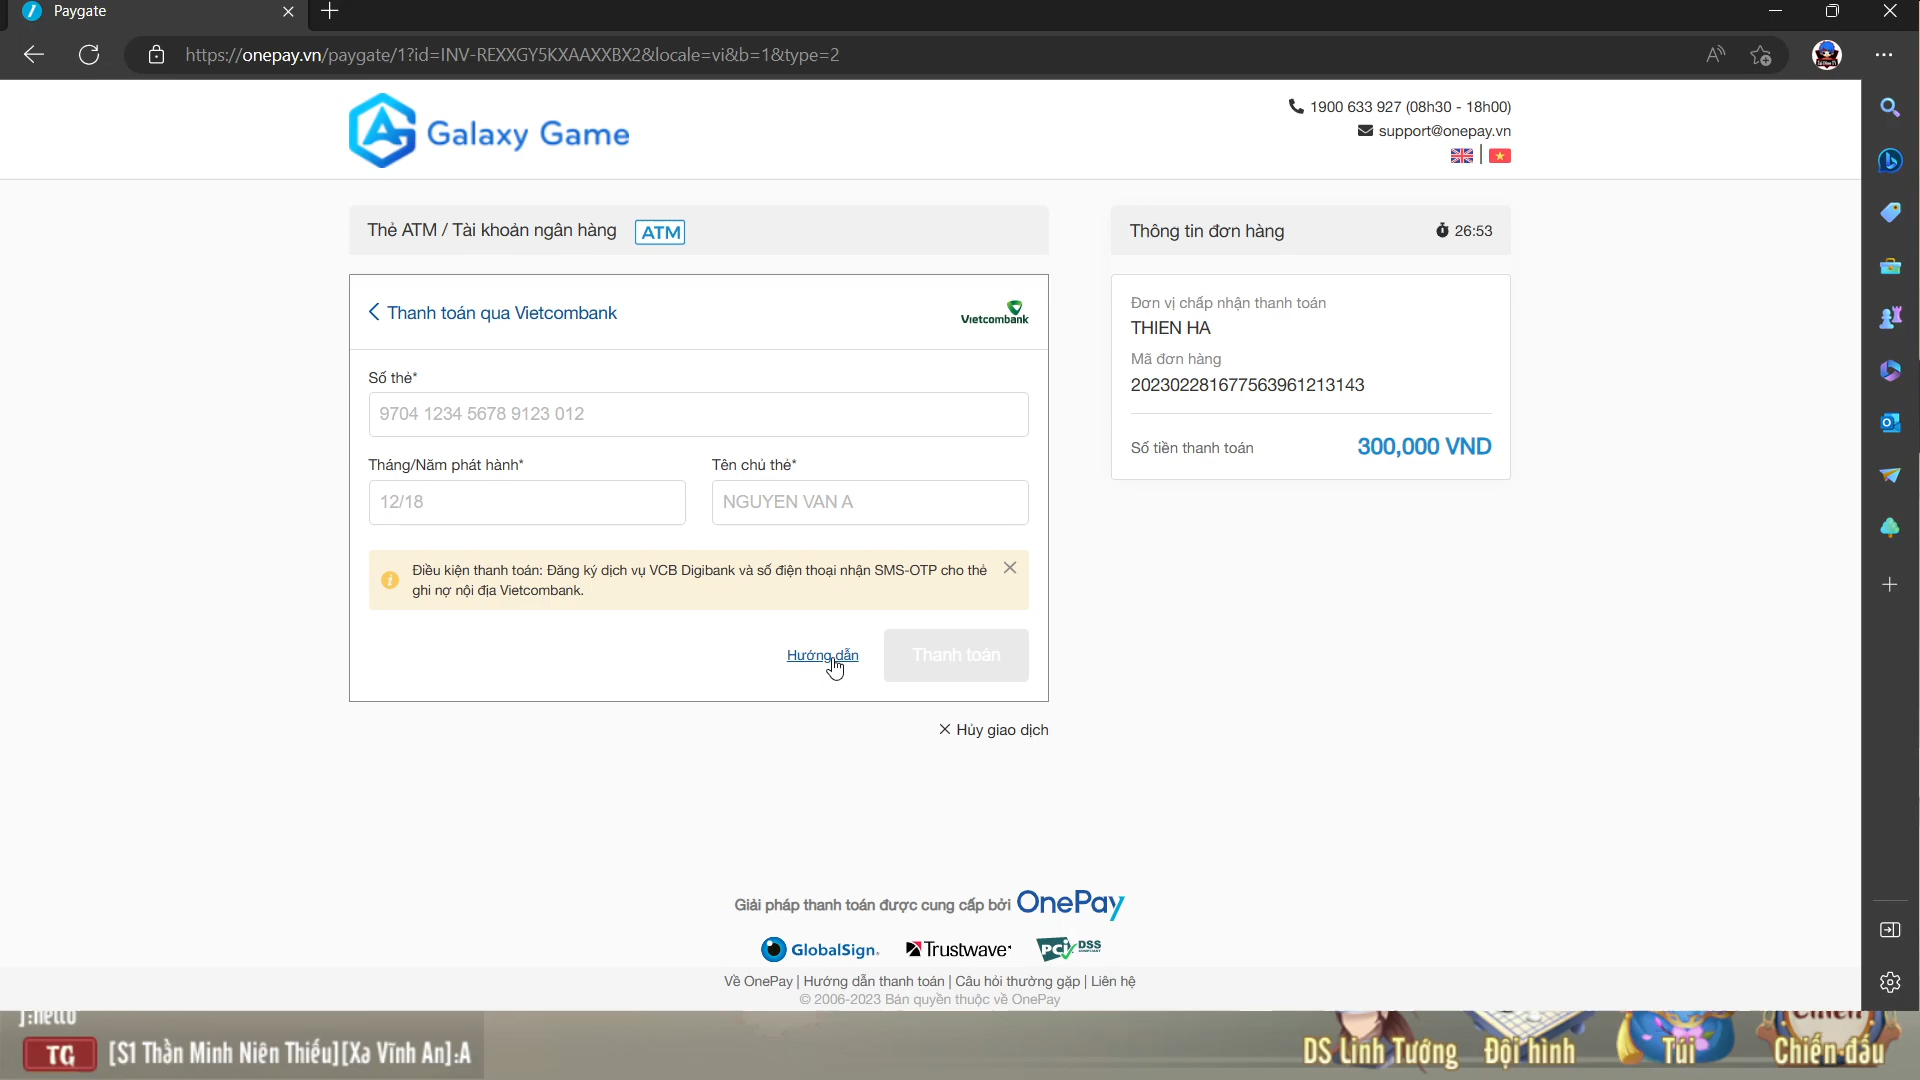 Paygate
https://onepay.vn/paygate/1?id=INV-REXXGY5KXAAXXBX2&locale=vi&b=1&type=2
Galaxy Game
1900 633 927 (08h30 - 18h00)
support@onepay.vn
Thẻ ATM / Tài khoản ngân hàng ATM
Thông tin đơn hàng 26:53
Thanh toán qua Vietcombank
Vietcombank
Số thẻ*
9704 1234 5678 9123 012
Tháng/Năm phát hành* Tên chủ thẻ*
12/18 NGUYEN VAN A
Điều kiện thanh toán: Đăng ký dịch vụ VCB Digibank và số điện thoại nhận SMS-OTP cho thẻ
ghi nợ nội địa Vietcombank.
Hướng dẫn Thanh toán
Hủy giao dịch
Đơn vị chấp nhận thanh toán
THIEN HA
Mã đơn hàng
202302281677563961213143
Số tiền thanh toán 300,000 VND
Giải pháp thanh toán được cung cấp bởi OnePay
GlobalSign. Trustwave PCI DSS
Về OnePay | Hướng dẫn thanh toán | Câu hỏi thường gặp | Liên hệ
© 2006-2023 Bản quyền thuộc về OnePay
TG [S1 Thần Minh Niên Thiếu][Xa Vĩnh An]:A
DS Linh Tướng Đội hình Túi Chiến đấu